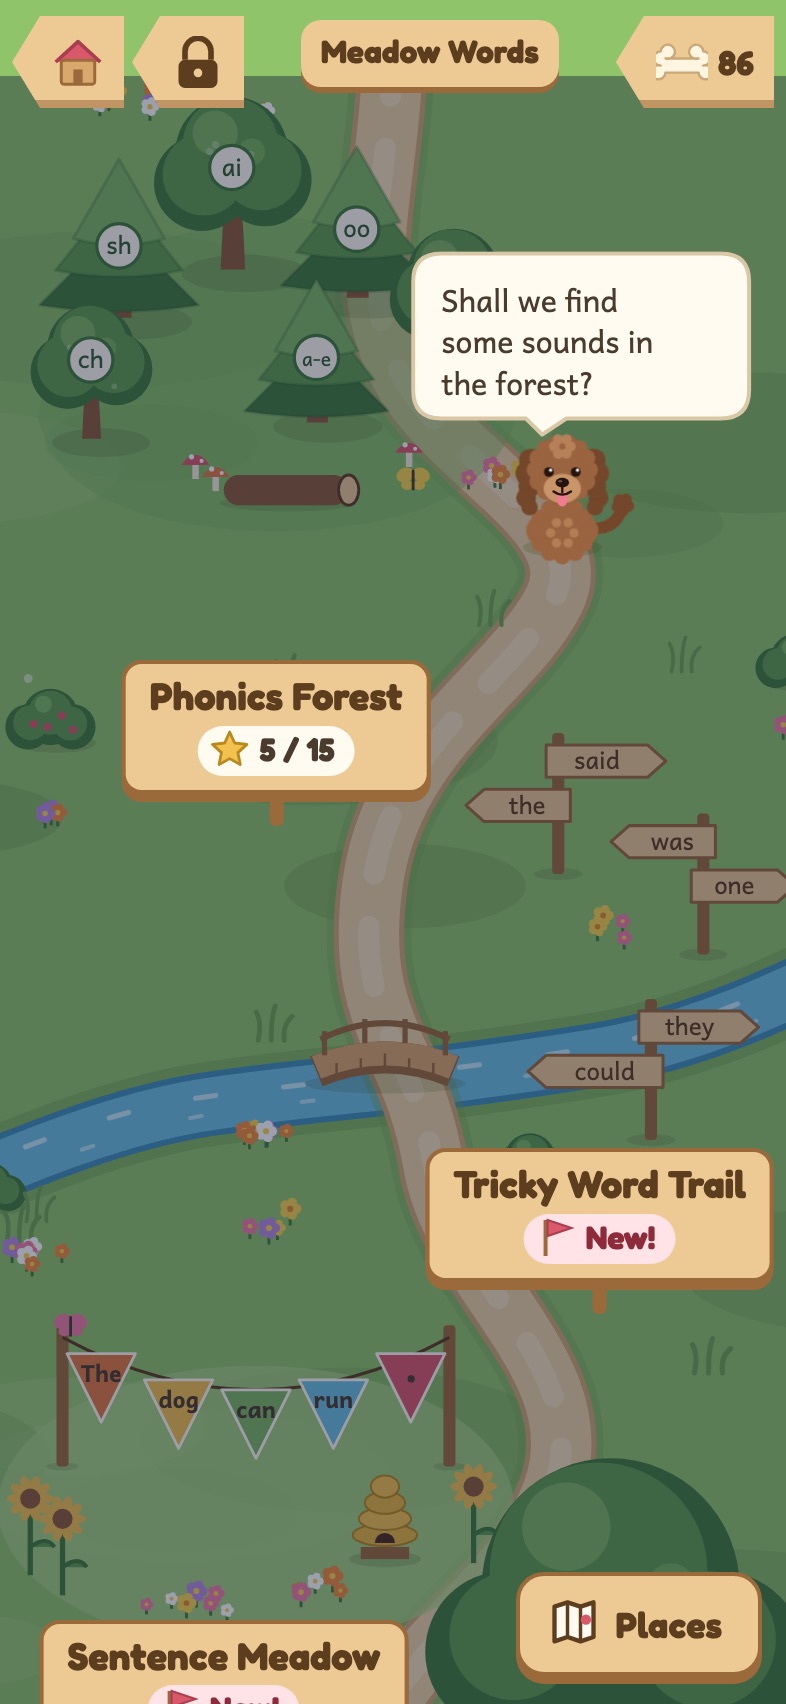 Meadow Words
86
ai
sh
oo
ch
a-e
Shall we find
some sounds in
the forest?
Phonics Forest
5 / 15
said
the
was
one
they
could
Tricky Word Trail
New!
The
dog
can
run
.
Places
Sentence Meadow
New!